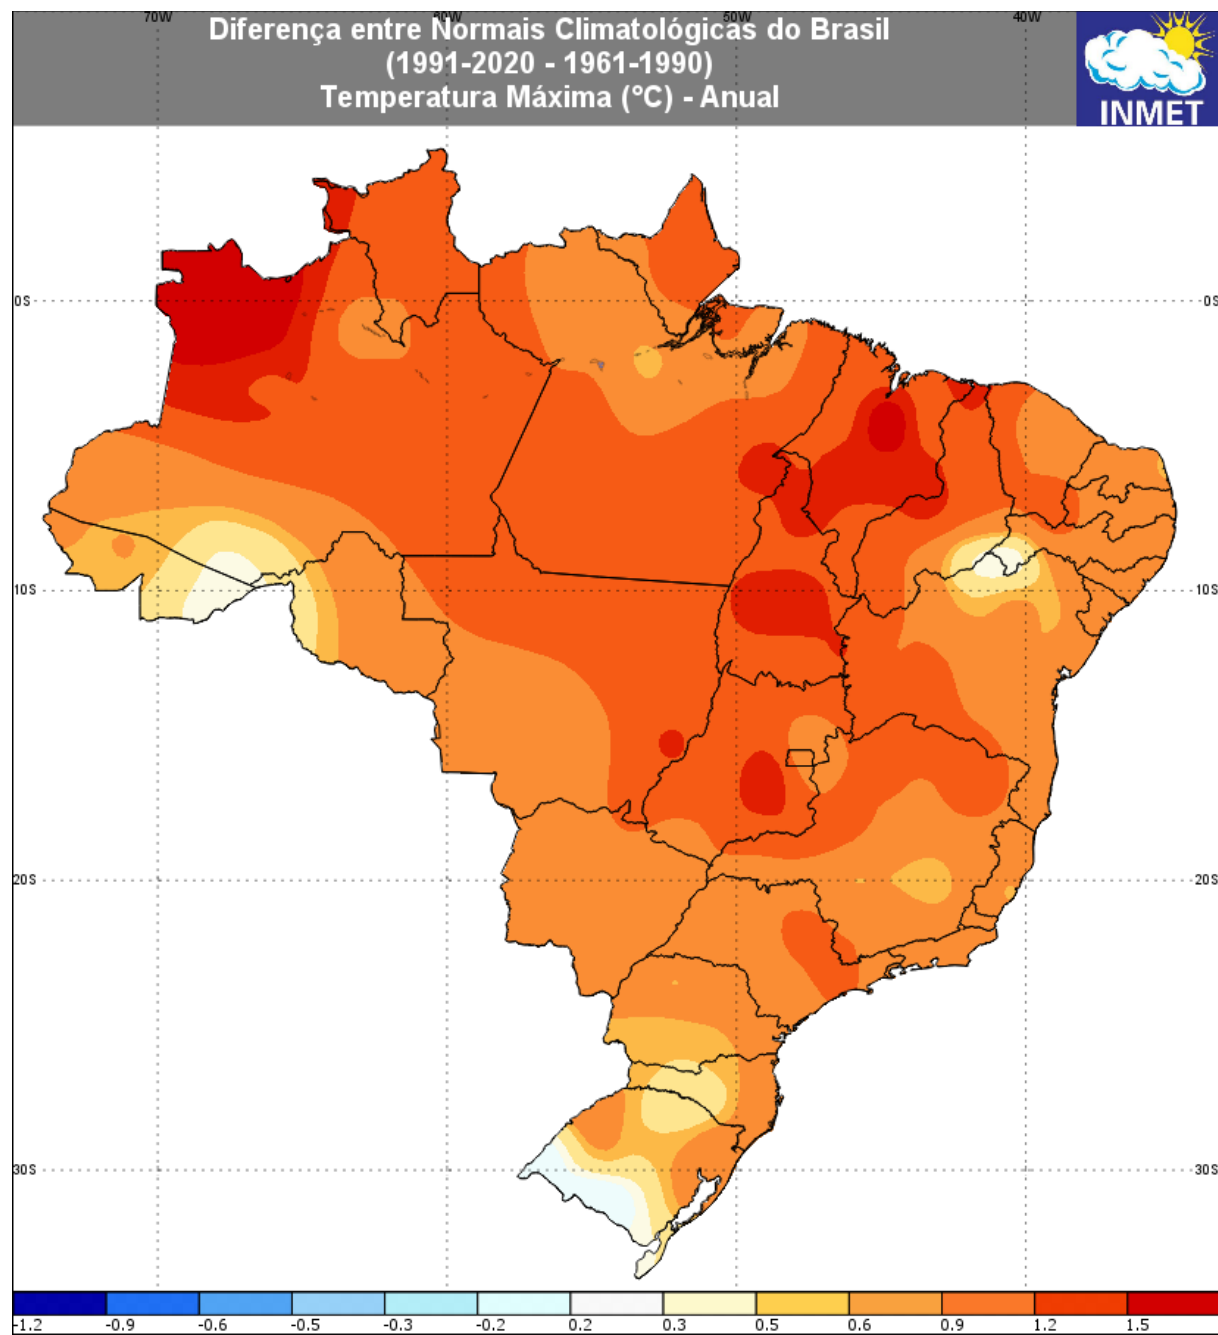 70W 60W 50W 40W
Diferença entre Normais Climatológicas do Brasil
(1991-2020 - 1961-1990)
Temperatura Máxima (°C) - Anual
INMET
0S 0S
10S 10S
20S 20S
30S 30S
-1.2 -0.9 -0.6 -0.5 -0.3 -0.2 0.2 0.3 0.5 0.6 0.9 1.2 1.5